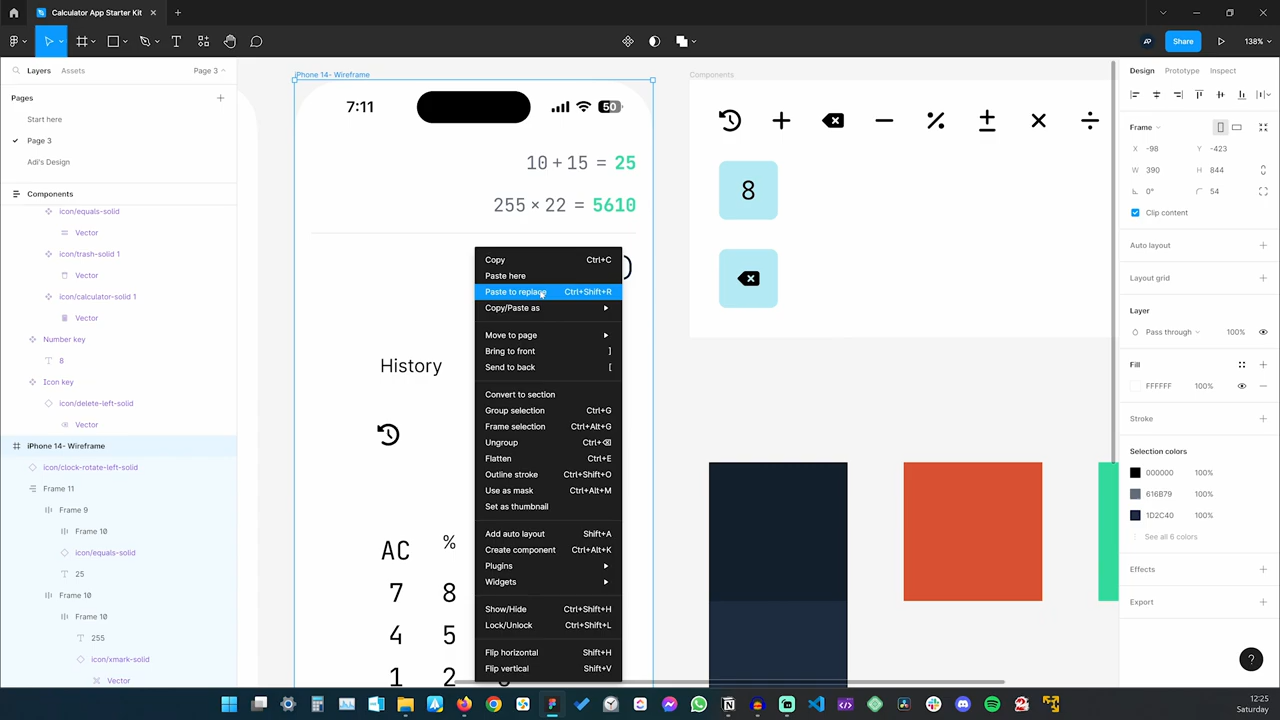 Calculator App Starter Kit
Share
138%
Layers
Assets
Page 3
Pages
Start here
Page 3
Adi's Design
Components
icon/equals-solid
Vector
icon/trash-solid 1
Vector
icon/calculator-solid 1
Vector
Number key
8
Icon key
icon/delete-left-solid
Vector
iPhone 14- Wireframe
icon/clock-rotate-left-solid
Frame 11
Frame 9
Frame 10
icon/equals-solid
25
Frame 10
Frame 10
255
icon/xmark-solid
Vector
iPhone 14- Wireframe
7:11
50
10 + 15 = 25
255 × 22 = 5610
History
AC %
7 8
4 5
1 2
Copy Ctrl+C
Paste here
Paste to replace Ctrl+Shift+R
Copy/Paste as
Move to page
Bring to front ]
Send to back [
Convert to section
Group selection Ctrl+G
Frame selection Ctrl+Alt+G
Ungroup Ctrl+⌫
Flatten Ctrl+E
Outline stroke Ctrl+Shift+O
Use as mask Ctrl+Alt+M
Set as thumbnail
Add auto layout Shift+A
Create component Ctrl+Alt+K
Plugins
Widgets
Show/Hide Ctrl+Shift+H
Lock/Unlock Ctrl+Shift+L
Flip horizontal Shift+H
Flip vertical Shift+V
Components
+ − % ± × ÷
8
Design
Prototype
Inspect
Frame
X -98 Y -423
W 390 H 844
0° 54
Clip content
Auto layout
Layout grid
Layer
Pass through 100%
Fill
FFFFFF 100%
Stroke
Selection colors
000000 100%
616B79 100%
1D2C40 100%
See all 6 colors
Effects
Export
?
12:25
Saturday